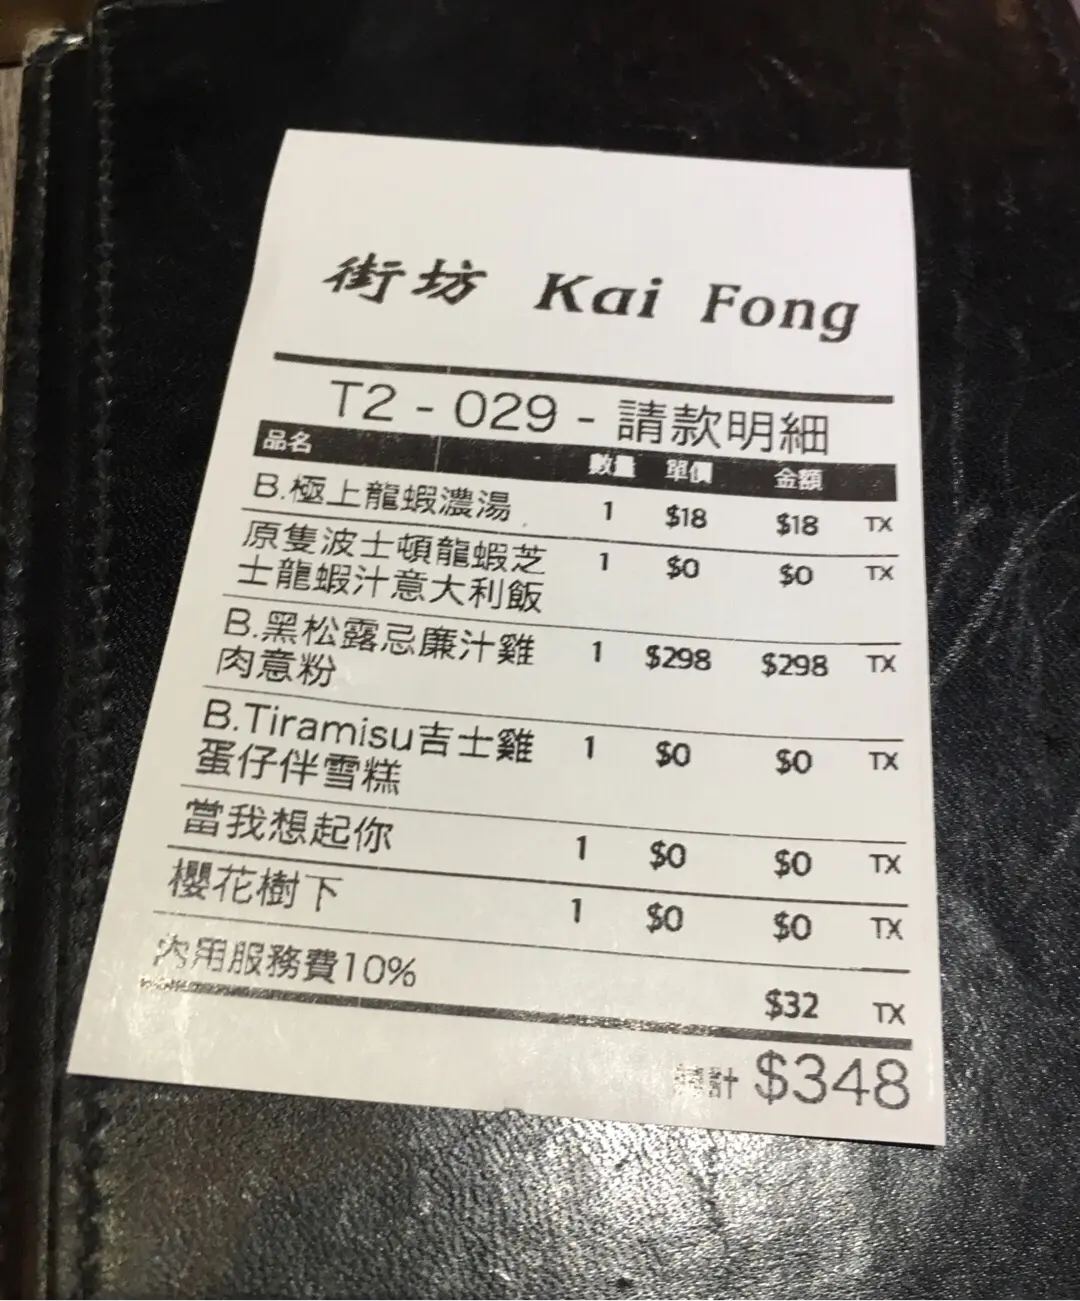 街坊 Kai Fong
T2 - 029 - 請款明細
品名 數量 單價 金額
B.極上龍蝦濃湯 1 $18 $18 TX
原隻波士頓龍蝦芝 1 $0 $0 TX
士龍蝦汁意大利飯
B.黑松露忌廉汁雞 1 $298 $298 TX
肉意粉
B.Tiramisu吉士雞 1 $0 $0 TX
蛋仔伴雪糕
當我想起你 1 $0 $0 TX
櫻花樹下 1 $0 $0 TX
內用服務費10% $32 TX
總計 $348